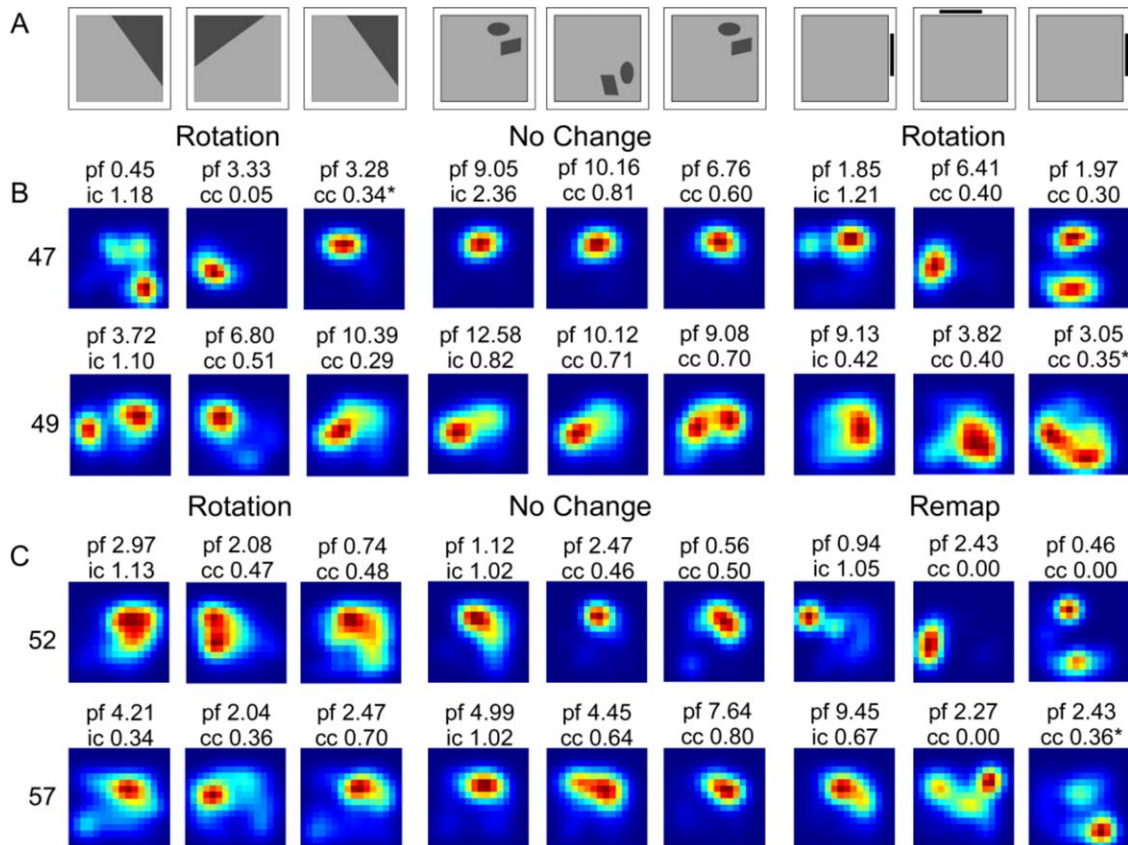 A
Rotation No Change Rotation
pf 0.45 pf 3.33 pf 3.28 pf 9.05 pf 10.16 pf 6.76 pf 1.85 pf 6.41 pf 1.97
B ic 1.18 cc 0.05 cc 0.34* ic 2.36 cc 0.81 cc 0.60 ic 1.21 cc 0.40 cc 0.30
47
pf 3.72 pf 6.80 pf 10.39 pf 12.58 pf 10.12 pf 9.08 pf 9.13 pf 3.82 pf 3.05
ic 1.10 cc 0.51 cc 0.29 ic 0.82 cc 0.71 cc 0.70 ic 0.42 cc 0.40 cc 0.35*
49
Rotation No Change Remap
C pf 2.97 pf 2.08 pf 0.74 pf 1.12 pf 2.47 pf 0.56 pf 0.94 pf 2.43 pf 0.46
ic 1.13 cc 0.47 cc 0.48 ic 1.02 cc 0.46 cc 0.50 ic 1.05 cc 0.00 cc 0.00
52
pf 4.21 pf 2.04 pf 2.47 pf 4.99 pf 4.45 pf 7.64 pf 9.45 pf 2.27 pf 2.43
ic 0.34 cc 0.36 cc 0.70 ic 1.02 cc 0.64 cc 0.80 ic 0.67 cc 0.00 cc 0.36*
57